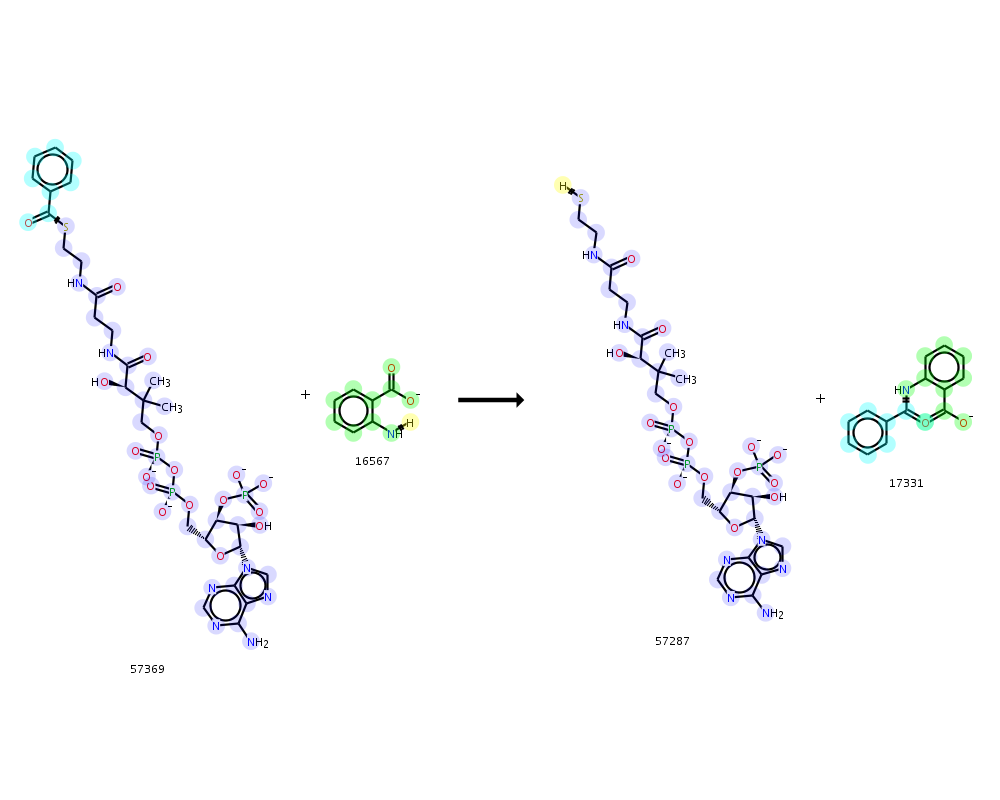 H
S
O
S
HN
HN
O
O
HN
HN
O
O
CH3
HO
CH3
O
CH3
HO
CH3
+
O
O-
H
NH
16567
+
HN
O
O-
17331
O
O
P
O
O-
O
P
O
O-
O
O
P
O
O-
O
P
O
O-
O
O-
O-
P
O
O
OH
O
O-
O-
P
O
O
OH
O
N
N
N
N
NH2
N
N
N
N
NH2
57369
57287